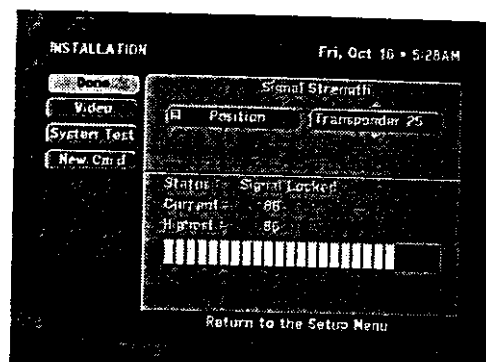 INSTALLATION
Fri, Oct 16 • 5:28AM
Done
Signal Strength
Video
Position
Transponder 25
System Test
New Card
Status - Signal Locked
Current - 86
Highest - 86
Return to the Setup Menu